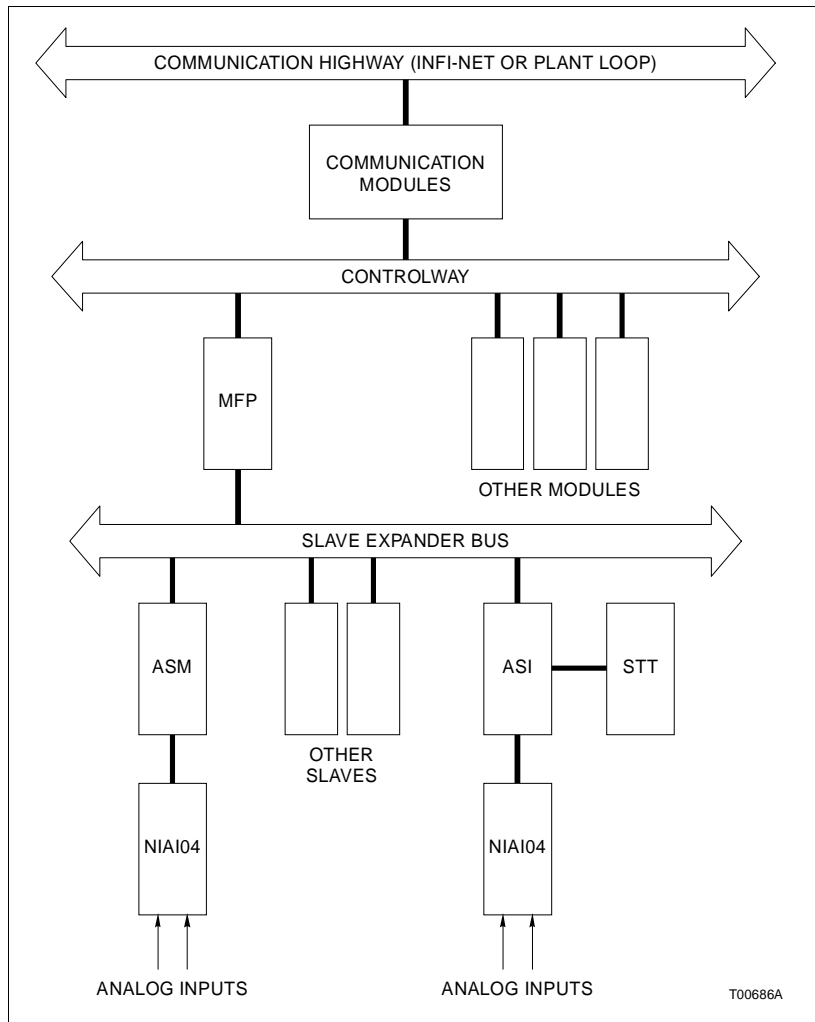 COMMUNICATION HIGHWAY (INFI-NET OR PLANT LOOP)
COMMUNICATION
MODULES
CONTROLWAY
MFP
OTHER MODULES
SLAVE EXPANDER BUS
ASM
ASI
STT
OTHER
SLAVES
NIAI04
NIAI04
ANALOG INPUTS
ANALOG INPUTS
T00686A